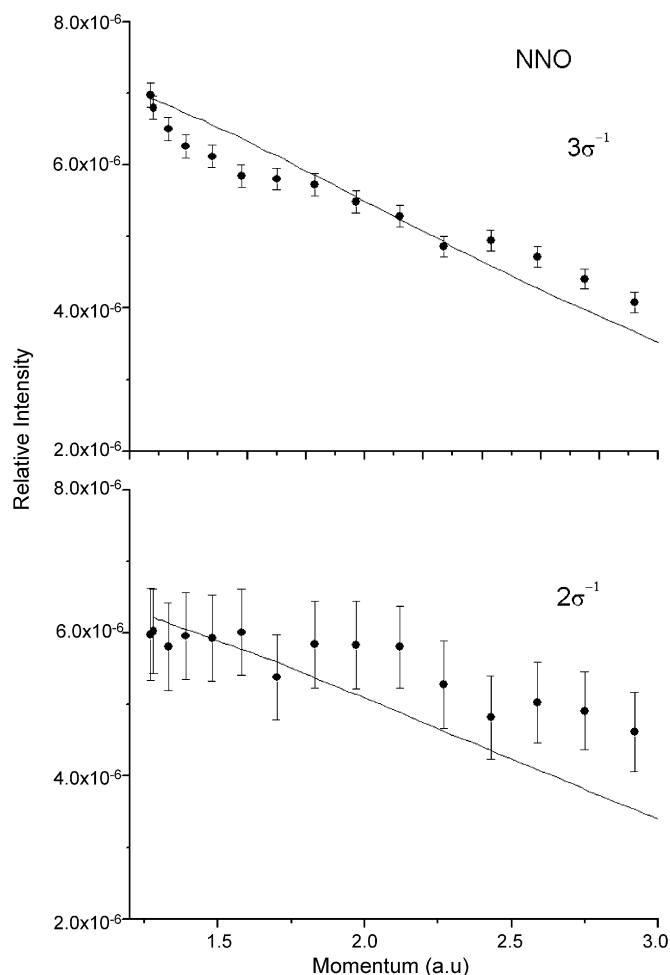 8.0x10⁻⁶
NNO
3σ⁻¹
6.0x10⁻⁶
4.0x10⁻⁶
2.0x10⁻⁶
Relative Intensity
8.0x10⁻⁶
2σ⁻¹
6.0x10⁻⁶
4.0x10⁻⁶
2.0x10⁻⁶
1.5 2.0 2.5 3.0
Momentum (a.u)